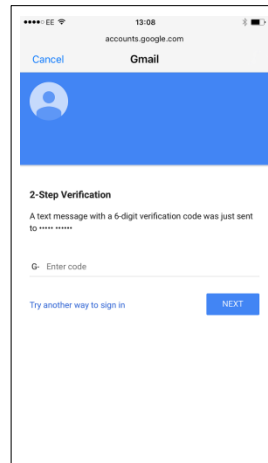 EE 13:08
accounts.google.com
Cancel Gmail
2-Step Verification
A text message with a 6-digit verification code was just sent
to ••••• ••••••
G- Enter code
Try another way to sign in NEXT